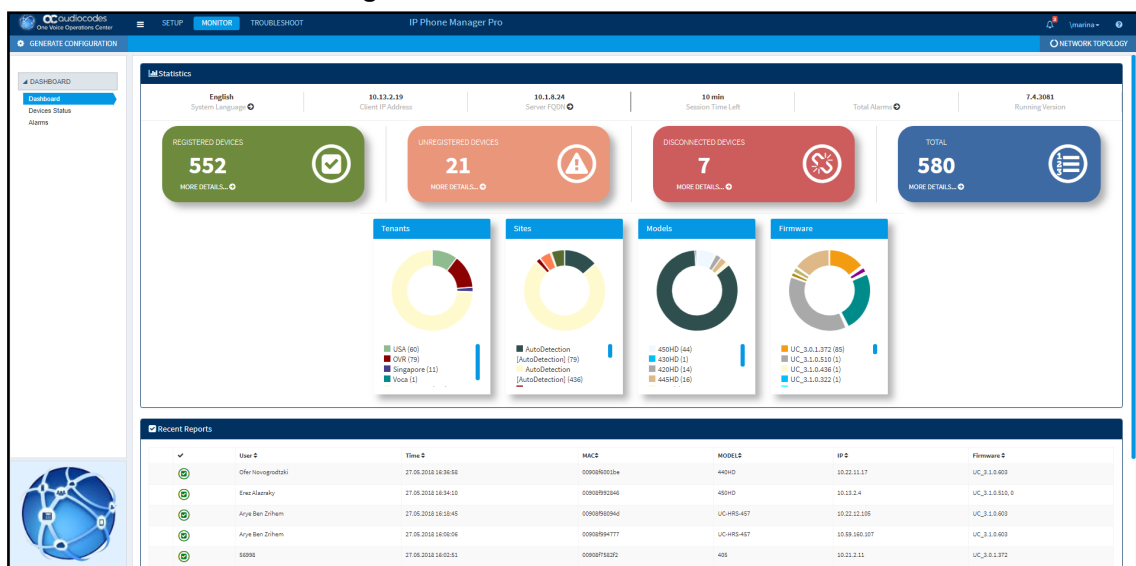 audiocodes
One Voice Operations Center
SETUP MONITOR TROUBLESHOOT
IP Phone Manager Pro
\marina
GENERATE CONFIGURATION
NETWORK TOPOLOGY
DASHBOARD
Dashboard
Devices Status
Alarms
Statistics
English 10.13.2.19 10.1.8.24 10 min 7.4.3081
System Language Client IP Address Server FQDN Session Time Left Total Alarms Running Version
REGISTERED DEVICES UNREGISTERED DEVICES DISCONNECTED DEVICES TOTAL
552 21 7 580
MORE DETAILS... MORE DETAILS... MORE DETAILS... MORE DETAILS...
Tenants
USA (60)
OVR (79)
Singapore (11)
Voca (1)
Sites
AutoDetection
[AutoDetection] (79)
AutoDetection
[AutoDetection] (436)
Models
450HD (44)
430HD (1)
420HD (14)
445HD (16)
Firmware
UC_3.0.1.372 (85)
UC_3.1.0.510 (1)
UC_3.1.0.436 (1)
UC_3.1.0.322 (1)
Recent Reports
User Time MAC MODEL IP Firmware
Ofer Novogrodtzki 27.05.2018 16:36:58 00908f6001be 440HD 10.22.11.17 UC_3.1.0.603
Erez Alazraky 27.05.2018 16:34:10 00908f992846 450HD 10.13.2.4 UC_3.1.0.510, 0
Arye Ben Zrihem 27.05.2018 16:18:45 00908f98094d UC-HRS-457 10.22.12.105 UC_3.1.0.603
Arye Ben Zrihem 27.05.2018 16:08:06 00908f994777 UC-HRS-457 10.59.160.107 UC_3.1.0.603
58998 27.05.2018 16:02:51 00908f7582f2 405 10.21.2.11 UC_3.0.1.372